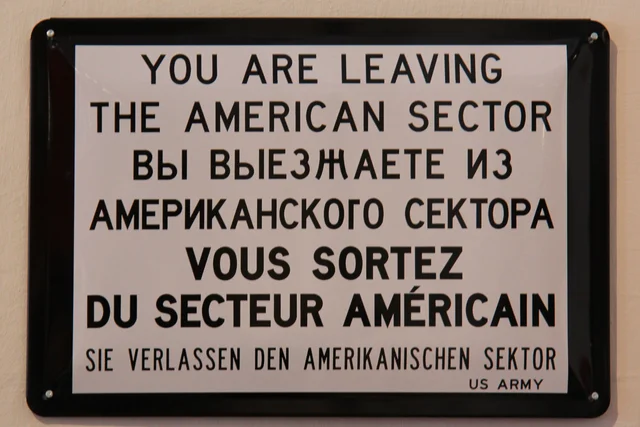 YOU ARE LEAVING
THE AMERICAN SECTOR
ВЫ ВЫЕЗЖАЕТЕ ИЗ
АМЕРИКАНСКОГО СЕКТОРА
VOUS SORTEZ
DU SECTEUR AMÉRICAIN
SIE VERLASSEN DEN AMERIKANISCHEN SEKTOR
US ARMY